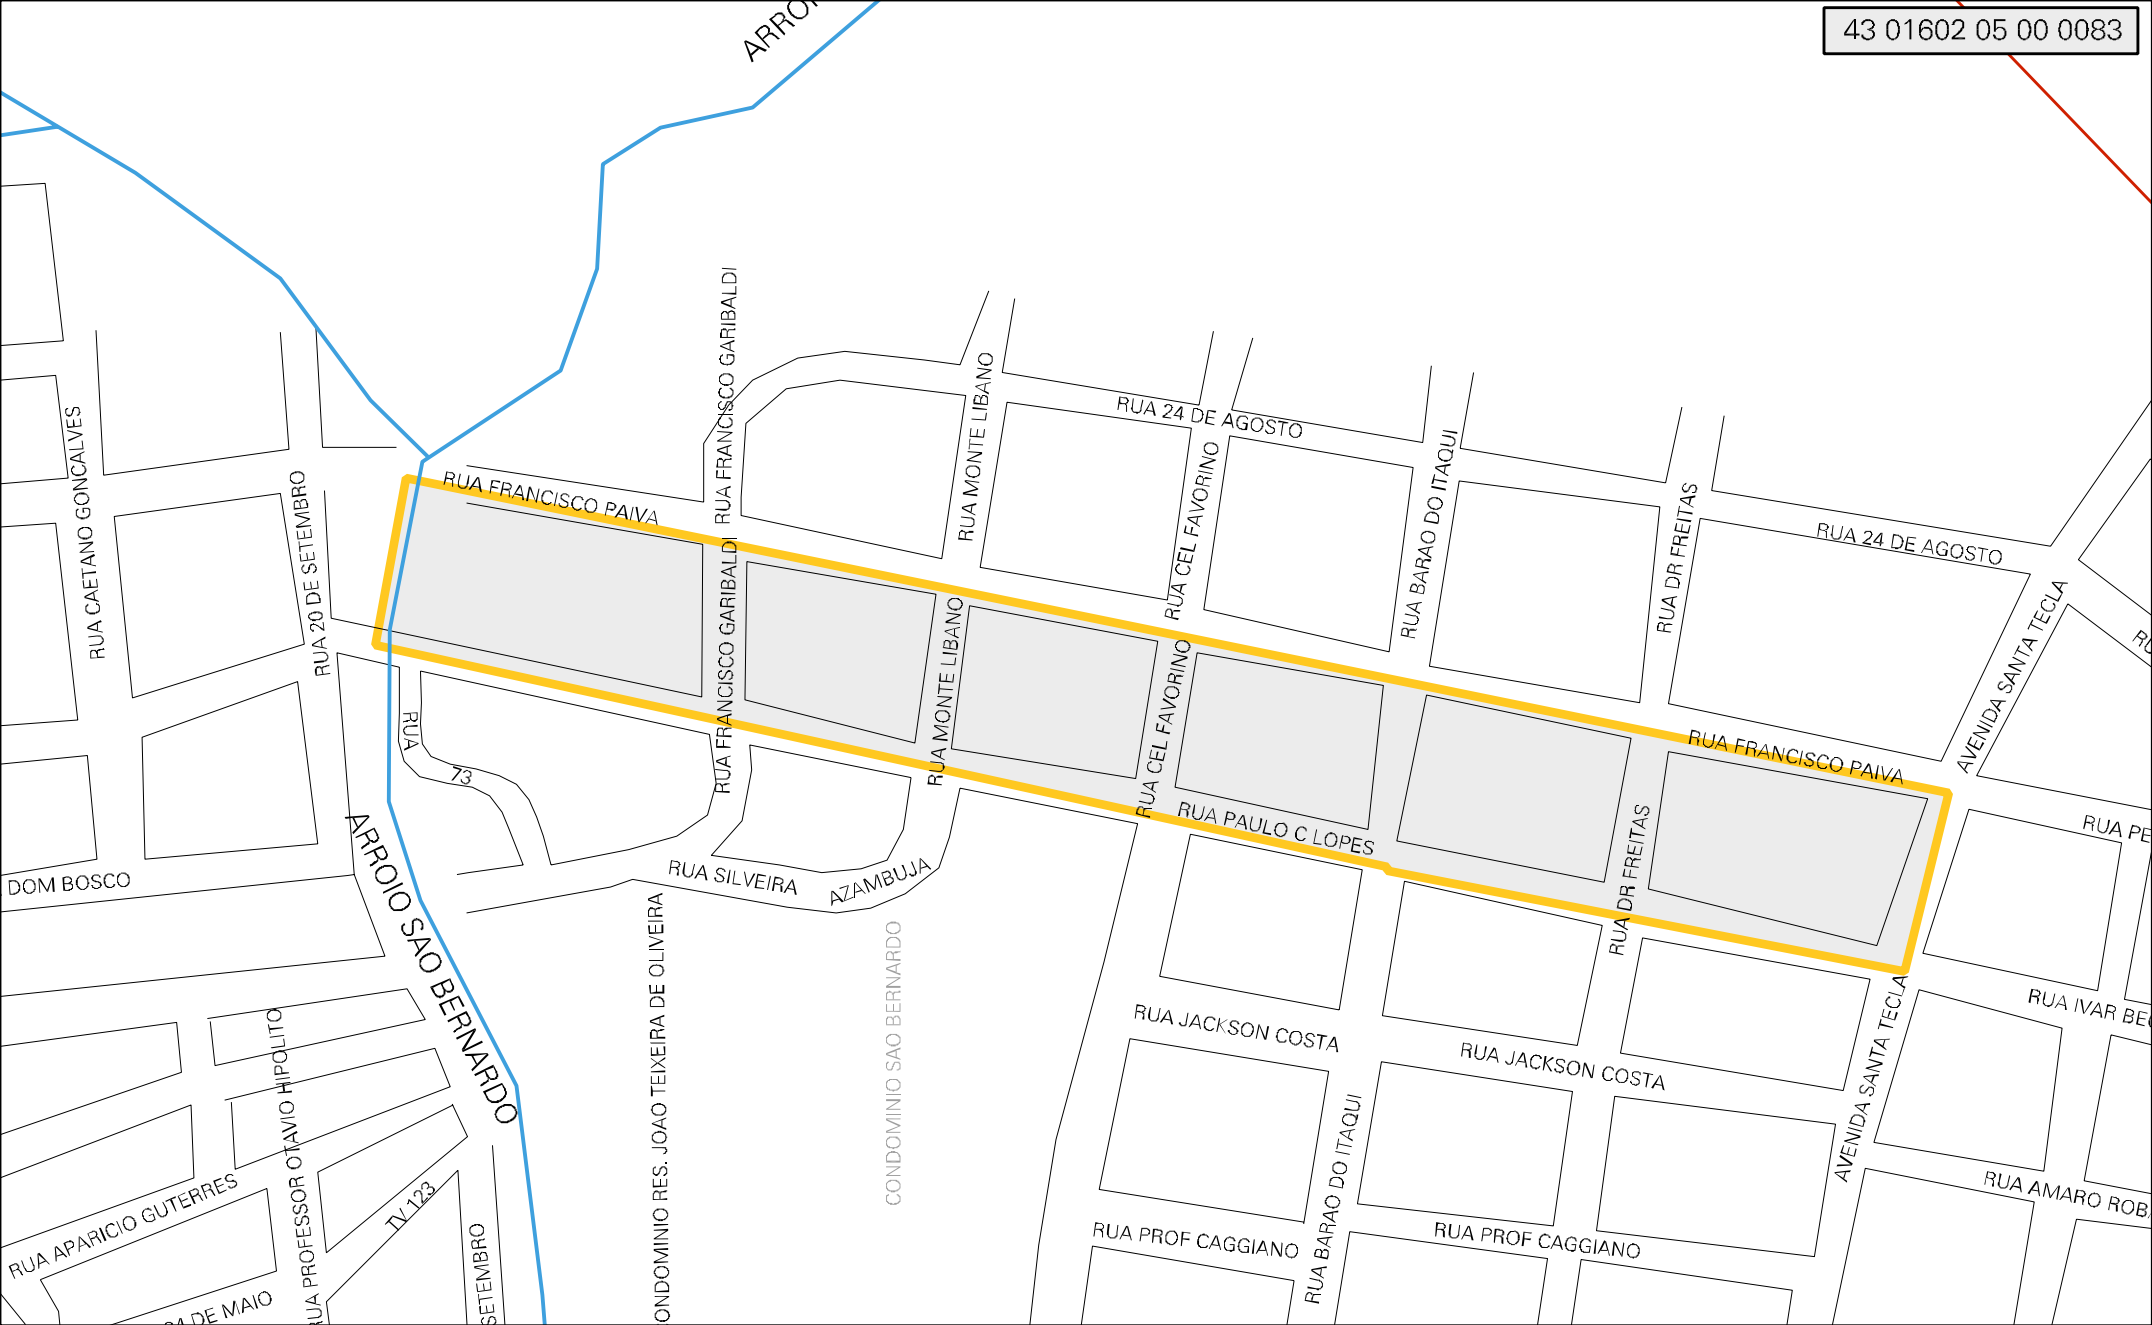 ARROI
43 01602 05 00 0083
RUA FRANCISCO GARIBALDI
RUA MONTE LIBANO
RUA 24 DE AGOSTO
RUA CAETANO GONCALVES
RUA 20 DE SETEMBRO
RUA FRANCISCO PAIVA
RUA CEL FAVORINO
RUA BARAO DO ITAQUI
RUA DR FREITAS
RUA 24 DE AGOSTO
AVENIDA SANTA TECLA
RUA FRANCISCO GARIBALDI
RUA MONTE LIBANO
RUA CEL FAVORINO
RUA 73
RUA FRANCISCO PAIVA
RUA PAULO C LOPES
RUA DR FREITAS
RUA PE
DOM BOSCO
ARROIO SAO BERNARDO
RUA SILVEIRA AZAMBUJA
CONDOMINIO SAO BERNARDO
ONDOMINIO RES. JOAO TEIXEIRA DE OLIVEIRA
RUA JACKSON COSTA
RUA JACKSON COSTA
AVENIDA SANTA TECLA
RUA IVAR BE
RUA PROFESSOR OTAVIO HIPOLITO
RUA APARICIO GUTERRES
TV 123
SETEMBRO
RUA BARAO DO ITAQUI
RUA AMARO ROB
RUA PROF CAGGIANO
RUA PROF CAGGIANO
DE MAIO